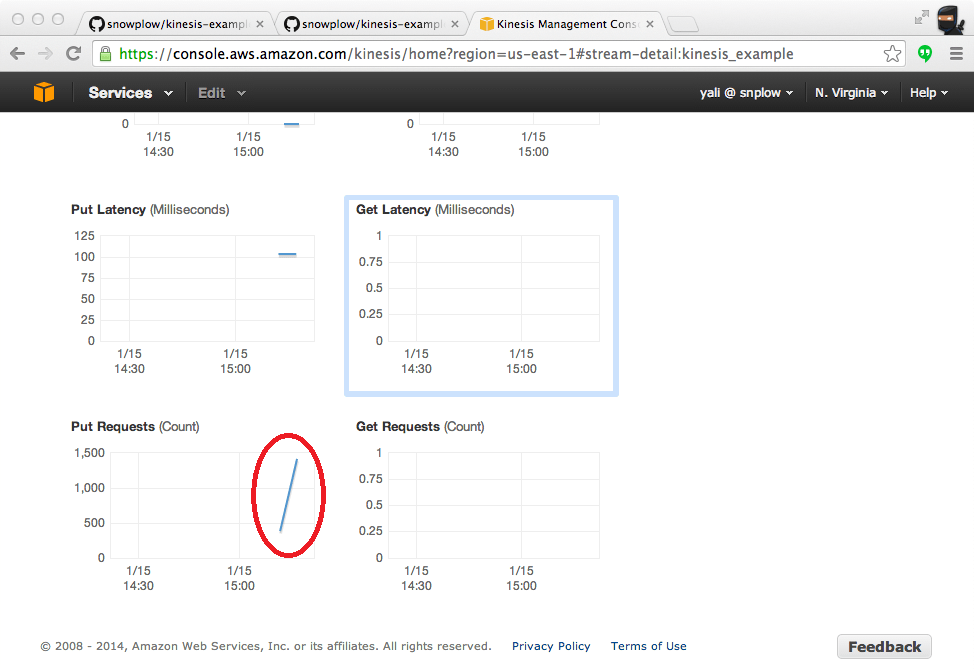 snowplow/kinesis-exampl
snowplow/kinesis-exampl
Kinesis Management Cons
https://console.aws.amazon.com/kinesis/home?region=us-east-1#stream-detail:kinesis_example
Services Edit yali @ snplow N. Virginia Help
0 0
1/15 1/15 1/15 1/15
14:30 15:00 14:30 15:00
Put Latency (Milliseconds) Get Latency (Milliseconds)
125 1
100 0.75
75 0.5
50 0.25
25 0
0
1/15 1/15 1/15 1/15
14:30 15:00 14:30 15:00
Put Requests (Count) Get Requests (Count)
1,500 1
1,000 0.75
500 0.5
0 0.25
0
1/15 1/15 1/15 1/15
14:30 15:00 14:30 15:00
© 2008 - 2014, Amazon Web Services, Inc. or its affiliates. All rights reserved. Privacy Policy Terms of Use Feedback